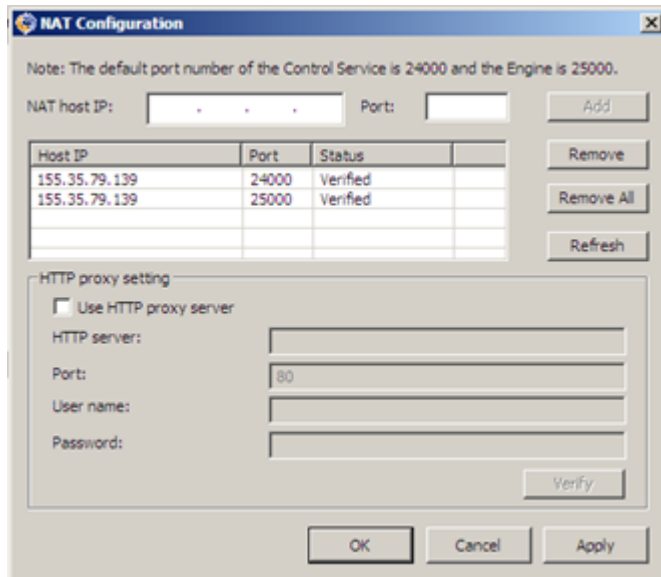 NAT Configuration
Note: The default port number of the Control Service is 24000 and the Engine is 25000.
NAT host IP: . . . Port: Add
Host IP Port Status
155.35.79.139 24000 Verified
155.35.79.139 25000 Verified
Remove
Remove All
Refresh
HTTP proxy setting
Use HTTP proxy server
HTTP server:
Port: 80
User name:
Password:
Verify
OK Cancel Apply